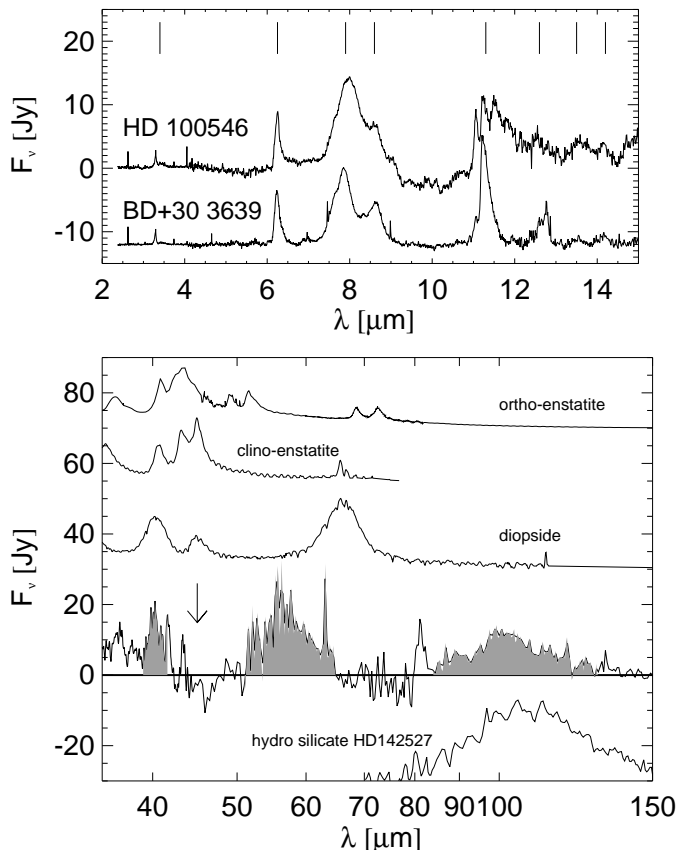 20
10
0
-10
F_ν [Jy]
HD 100546
BD+30 3639
2 4 6 8 10 12 14
λ [μm]
80
60
40
20
0
-20
F_ν [Jy]
ortho-enstatite
clino-enstatite
diopside
hydro silicate HD142527
40 50 60 70 80 90 100 150
λ [μm]